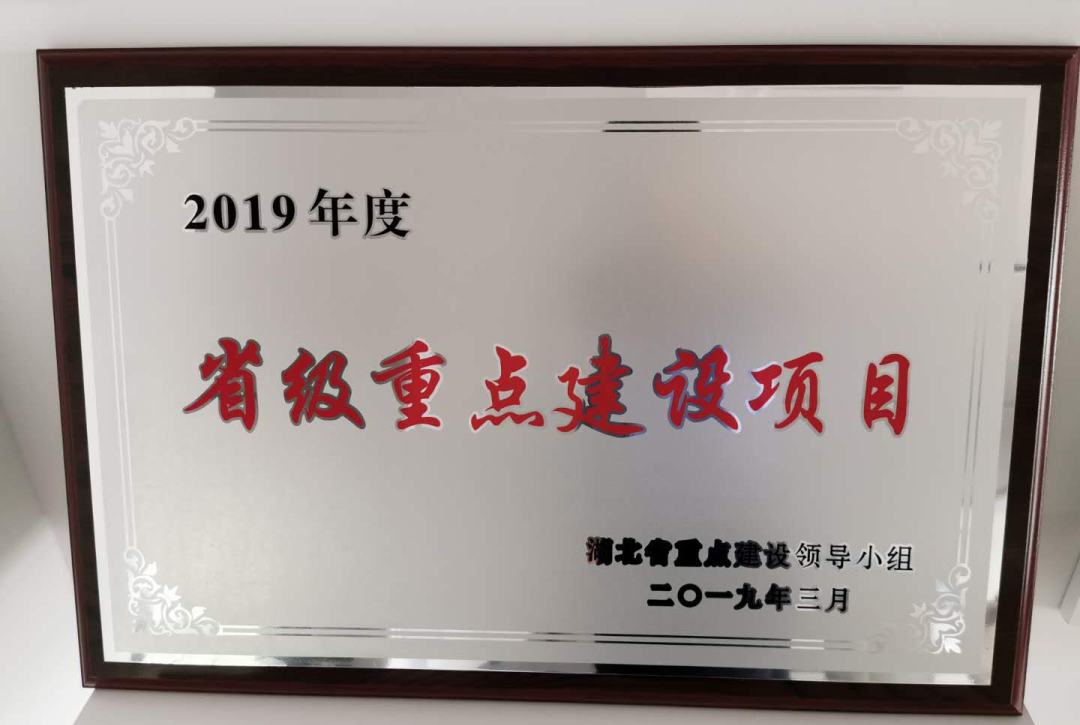 2019年度
省级重点建设项目
湖北省重点建设领导小组
二〇一九年三月